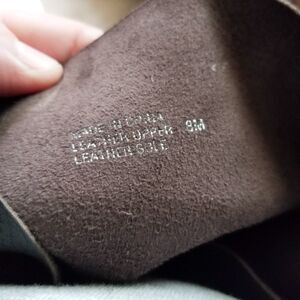 MADE IN CHINA
LEATHER UPPER 8M
LEATHER SOLE